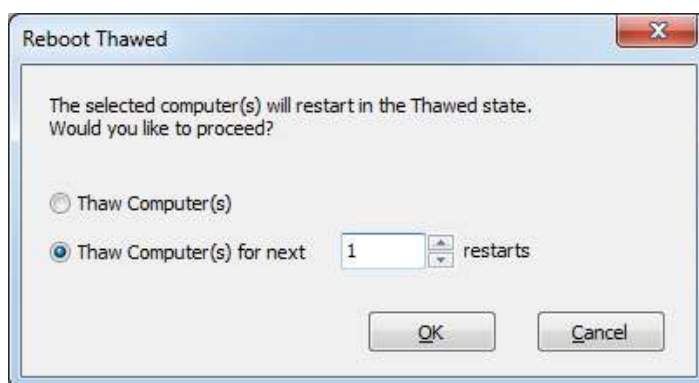 Reboot Thawed
The selected computer(s) will restart in the Thawed state.
Would you like to proceed?
Thaw Computer(s)
Thaw Computer(s) for next 1 restarts
OK Cancel